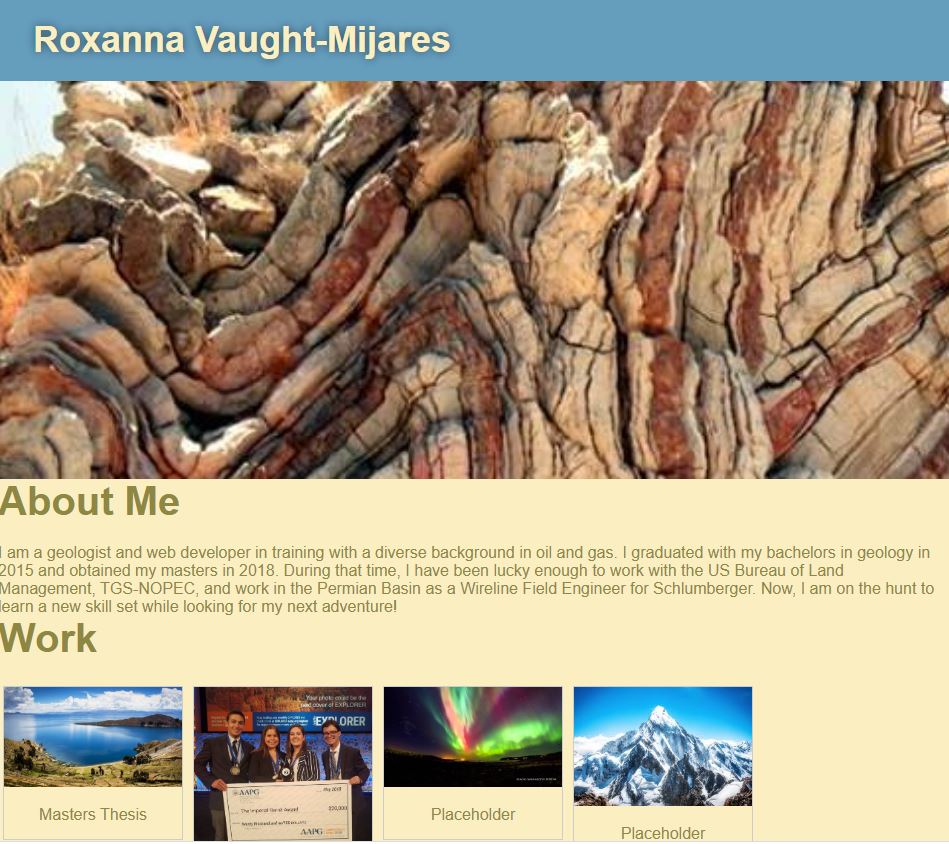 Roxanna Vaught-Mijares
About Me
I am a geologist and web developer in training with a diverse background in oil and gas. I graduated with my bachelors in geology in
2015 and obtained my masters in 2018. During that time, I have been lucky enough to work with the US Bureau of Land
Management, TGS-NOPEC, and work in the Permian Basin as a Wireline Field Engineer for Schlumberger. Now, I am on the hunt to
learn a new skill set while looking for my next adventure!
Work
Your photo could be the
next cover of EXPLORER
EXPLORER
AAPG
May 2018
The Imperial Barrel Award
AAPG
Masters Thesis
Placeholder
Placeholder